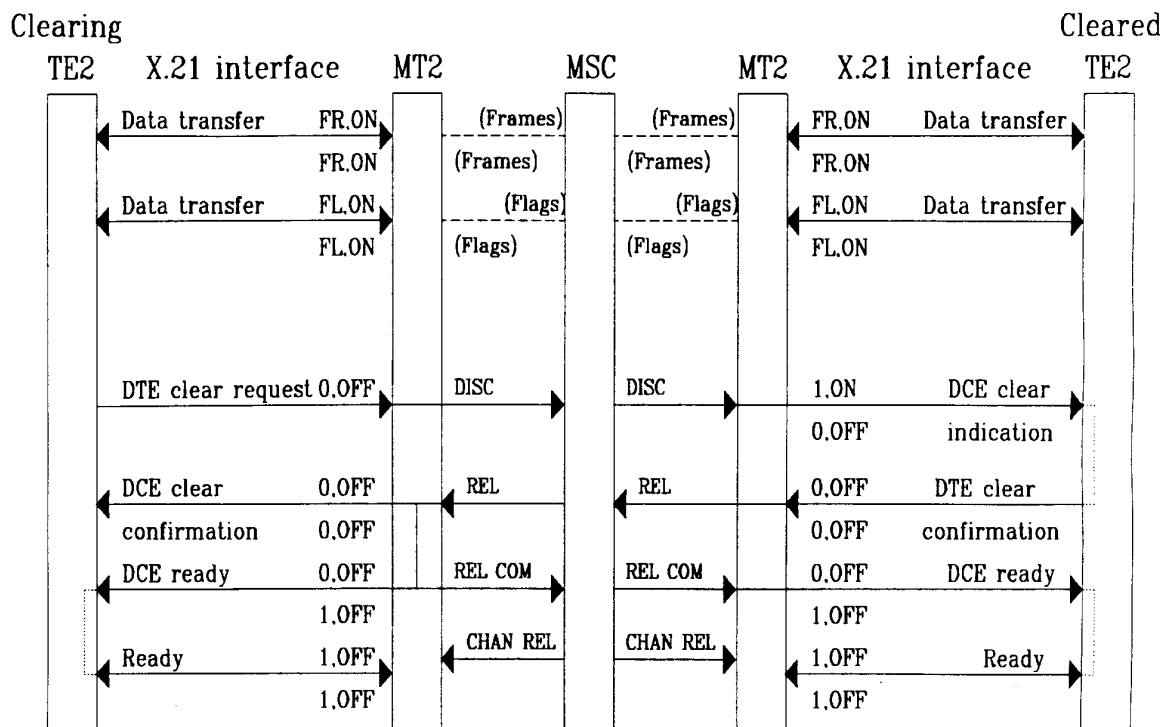 Clearing Cleared
TE2 X.21 interface MT2 MSC MT2 X.21 interface TE2
Data transfer FR.ON (Frames) (Frames) FR.ON Data transfer
FR.ON (Frames) (Frames) FR.ON
Data transfer FL.ON (Flags) (Flags) FL.ON Data transfer
FL.ON (Flags) (Flags) FL.ON
DTE clear request 0.OFF DISC DISC 1.ON DCE clear
0.OFF indication
DCE clear 0.OFF REL REL 0.OFF DTE clear
confirmation 0.OFF 0.OFF confirmation
DCE ready 0.OFF REL COM REL COM 0.OFF DCE ready
1.OFF 1.OFF
Ready 1.OFF CHAN REL CHAN REL 1.OFF Ready
1.OFF 1.OFF